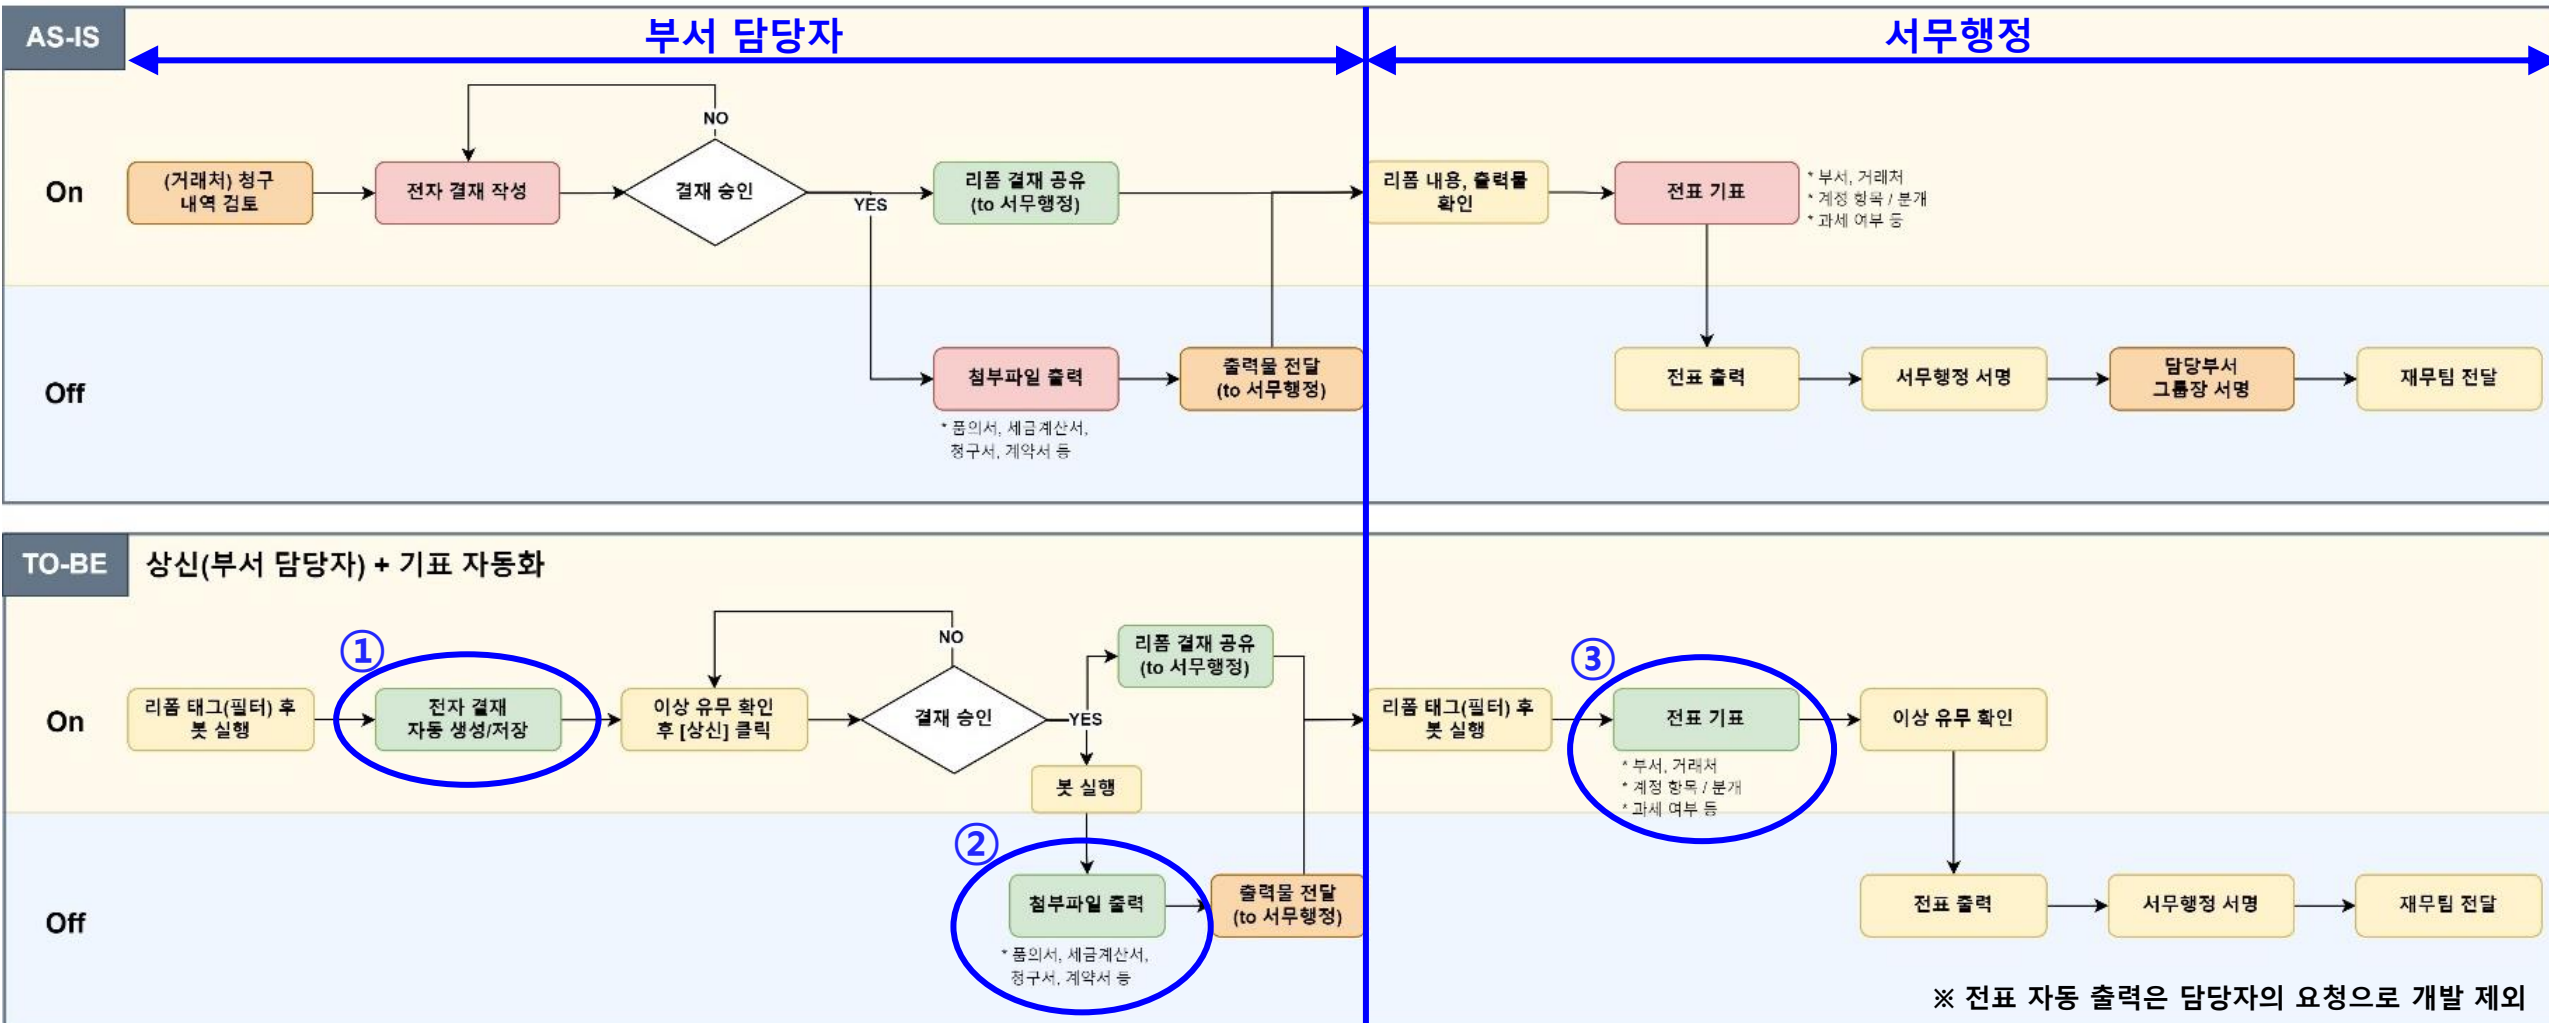 AS-IS
부서 담당자
서무행정
On
(거래처) 청구
내역 검토
전자 결재 작성
NO
결재 승인
YES
리폼 결재 공유
(to 서무행정)
리폼 내용, 출력물
확인
전표 기표
* 부서, 거래처
* 계정 항목 / 분개
* 과세 여부 등
Off
첨부파일 출력
* 품의서, 세금계산서,
청구서, 계약서 등
출력물 전달
(to 서무행정)
전표 출력
서무행정 서명
담당부서
그룹장 서명
재무팀 전달
TO-BE
상신(부서 담당자) + 기표 자동화
On
리폼 태그(필터) 후
봇 실행
①
전자 결재
자동 생성/저장
이상 유무 확인
후 [상신] 클릭
NO
결재 승인
YES
리폼 결재 공유
(to 서무행정)
봇 실행
리폼 태그(필터) 후
봇 실행
③
전표 기표
* 부서, 거래처
* 계정 항목 / 분개
* 과세 여부 등
이상 유무 확인
Off
②
첨부파일 출력
* 품의서, 세금계산서,
청구서, 계약서 등
출력물 전달
(to 서무행정)
전표 출력
서무행정 서명
재무팀 전달
※ 전표 자동 출력은 담당자의 요청으로 개발 제외